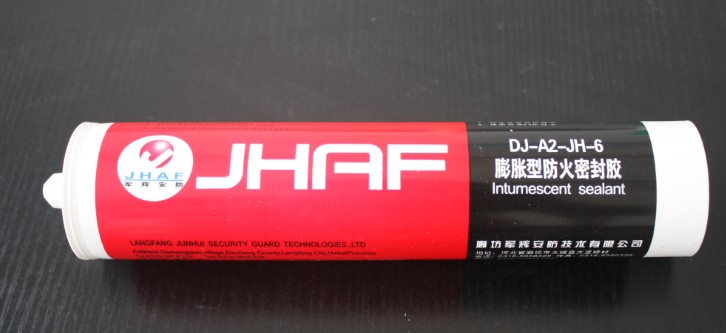 JHAF
军辉安防
JHAF
DJ-A2-JH-6
膨胀型防火密封胶
Intumescent sealant
LANGFANG JUNHUI SECURITY GUARD TECHNOLOGIES.,LTD
廊坊军辉安防技术有限公司